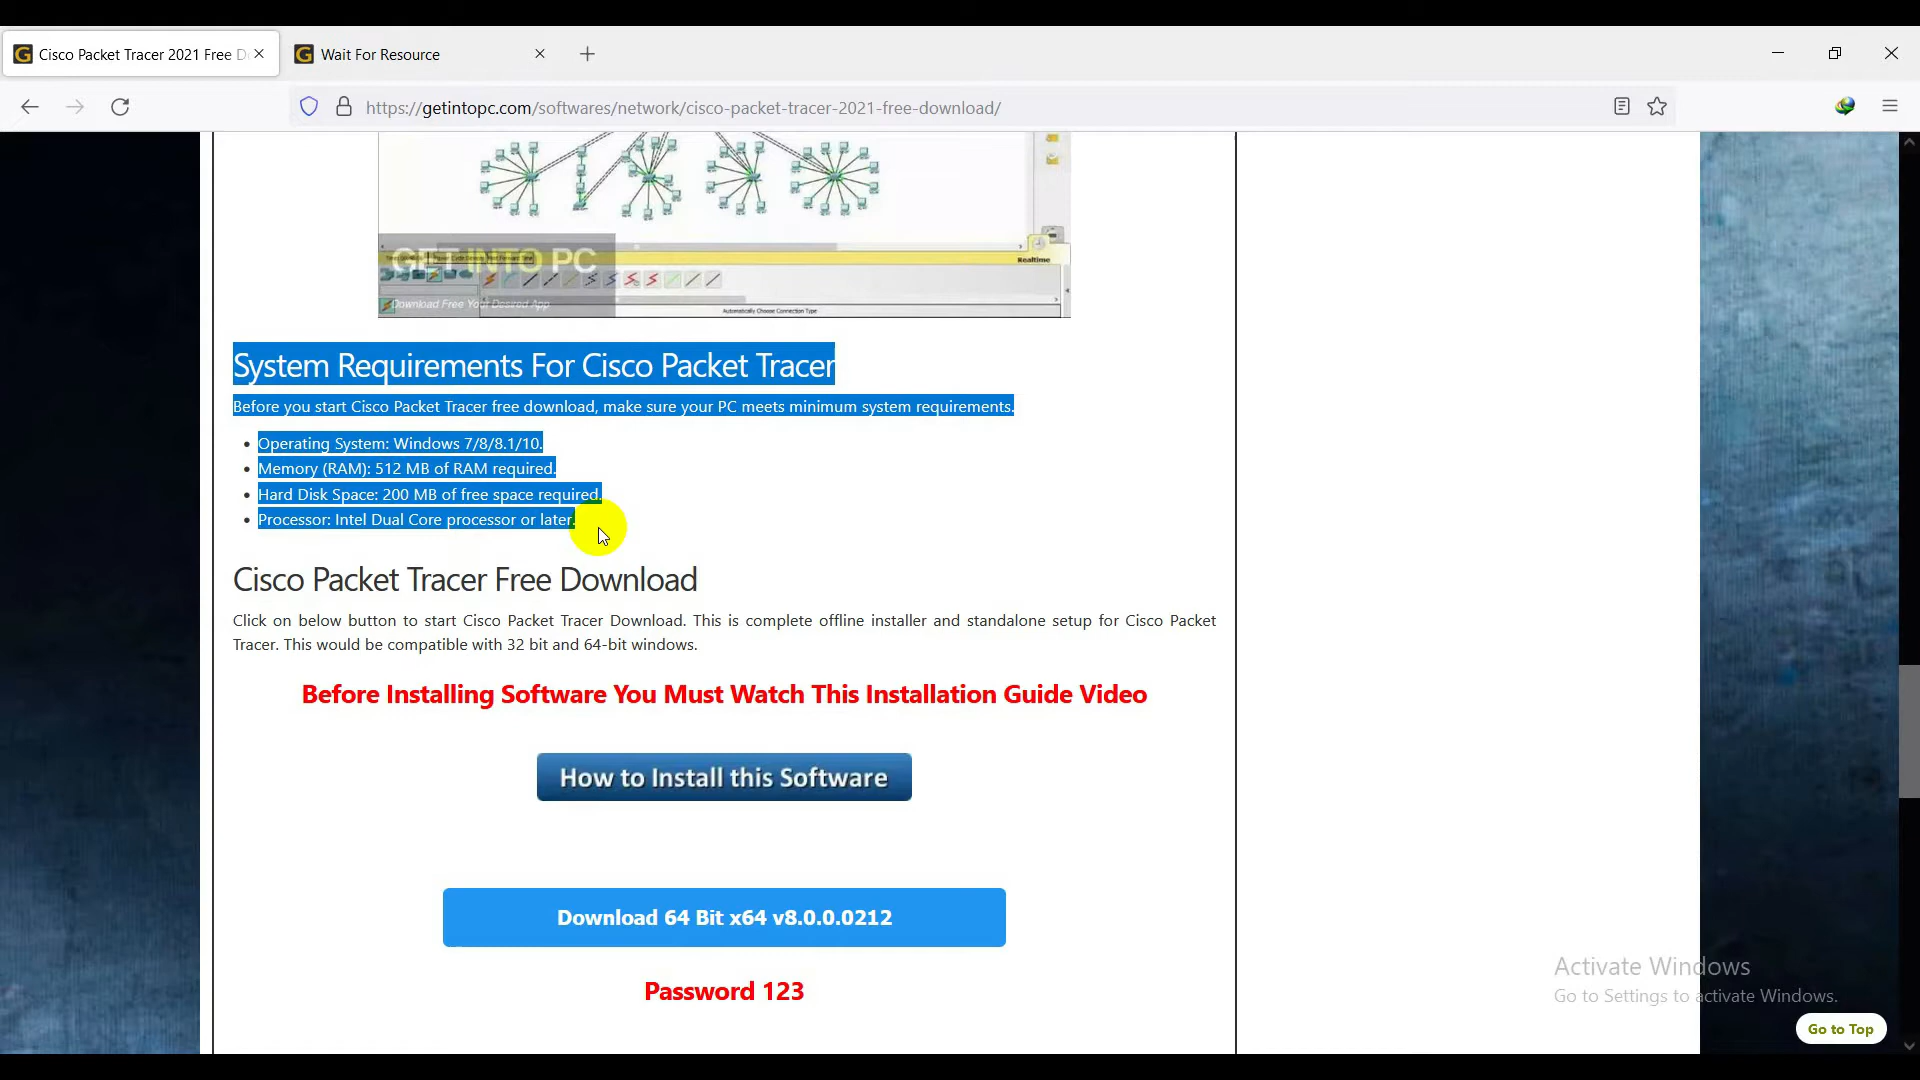 Cisco Packet Tracer 2021 Free D
Wait For Resource
https://getintopc.com/softwares/network/cisco-packet-tracer-2021-free-download/
GET INTO PC
Download Free Your Desired App
Realtime
Automatically Choose Connection Type
System Requirements For Cisco Packet Tracer
Before you start Cisco Packet Tracer free download, make sure your PC meets minimum system requirements.
• Operating System: Windows 7/8/8.1/10.
• Memory (RAM): 512 MB of RAM required.
• Hard Disk Space: 200 MB of free space required.
• Processor: Intel Dual Core processor or later.
Cisco Packet Tracer Free Download
Click on below button to start Cisco Packet Tracer Download. This is complete offline installer and standalone setup for Cisco Packet
Tracer. This would be compatible with 32 bit and 64-bit windows.
Before Installing Software You Must Watch This Installation Guide Video
How to Install this Software
Download 64 Bit x64 v8.0.0.0212
Password 123
Activate Windows
Go to Settings to activate Windows.
Go to Top